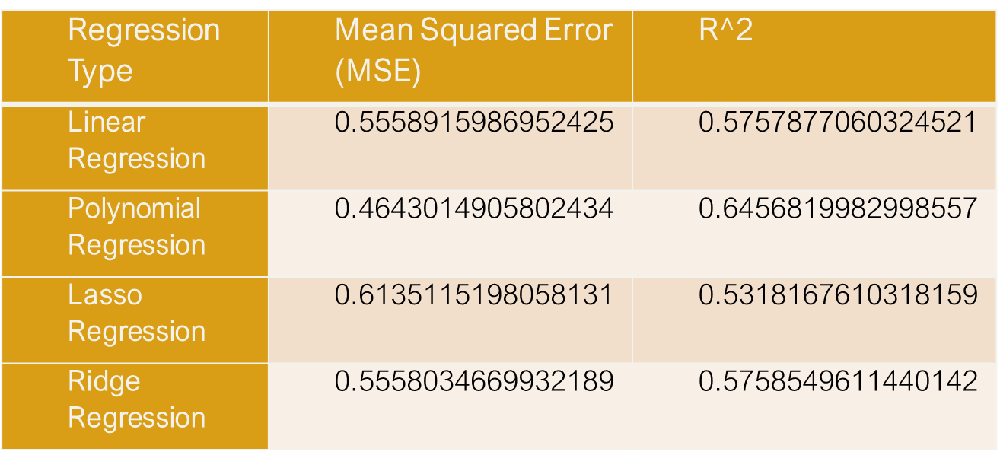 Regression
Type
Mean Squared Error
(MSE)
R^2
Linear
Regression
0.5558915986952425
0.5757877060324521
Polynomial
Regression
0.4643014905802434
0.6456819982998557
Lasso
Regression
0.6135115198058131
0.5318167610318159
Ridge
Regression
0.5558034669932189
0.5758549611440142